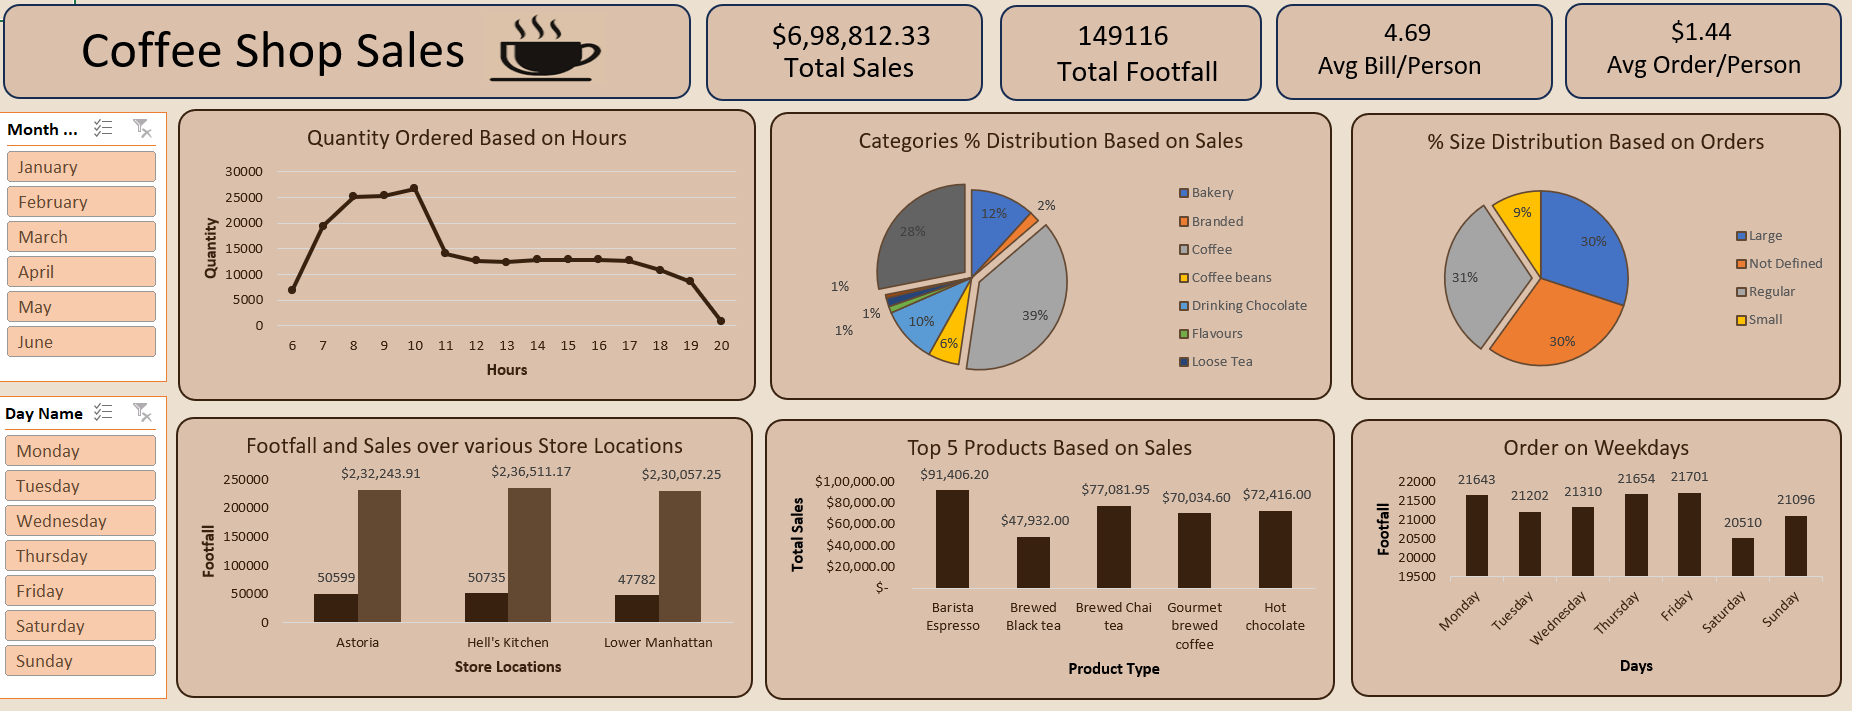 Coffee Shop Sales
$6,98,812.33
Total Sales
149116
Total Footfall
4.69
Avg Bill/Person
$1.44
Avg Order/Person
Month ...
January
February
March
April
May
June
Day Name
Monday
Tuesday
Wednesday
Thursday
Friday
Saturday
Sunday
Quantity Ordered Based on Hours
Quantity
30000
25000
20000
15000
10000
5000
0
6 7 8 9 10 11 12 13 14 15 16 17 18 19 20
Hours
Categories % Distribution Based on Sales
12%
2%
39%
6%
10%
1%
1%
1%
28%
Bakery
Branded
Coffee
Coffee beans
Drinking Chocolate
Flavours
Loose Tea
% Size Distribution Based on Orders
30%
30%
31%
9%
Large
Not Defined
Regular
Small
Footfall and Sales over various Store Locations
Footfall
250000
200000
150000
100000
50000
0
50599
$2,32,243.91
50735
$2,36,511.17
47782
$2,30,057.25
Astoria
Hell's Kitchen
Lower Manhattan
Store Locations
Top 5 Products Based on Sales
Total Sales
$1,00,000.00
$80,000.00
$60,000.00
$40,000.00
$20,000.00
$-
$91,406.20
$47,932.00
$77,081.95
$70,034.60
$72,416.00
Barista
Espresso
Brewed
Black tea
Brewed Chai
tea
Gourmet
brewed
coffee
Hot
chocolate
Product Type
Order on Weekdays
Footfall
22000
21500
21000
20500
20000
19500
21643
21202
21310
21654
21701
20510
21096
Monday
Tuesday
Wednesday
Thursday
Friday
Saturday
Sunday
Days